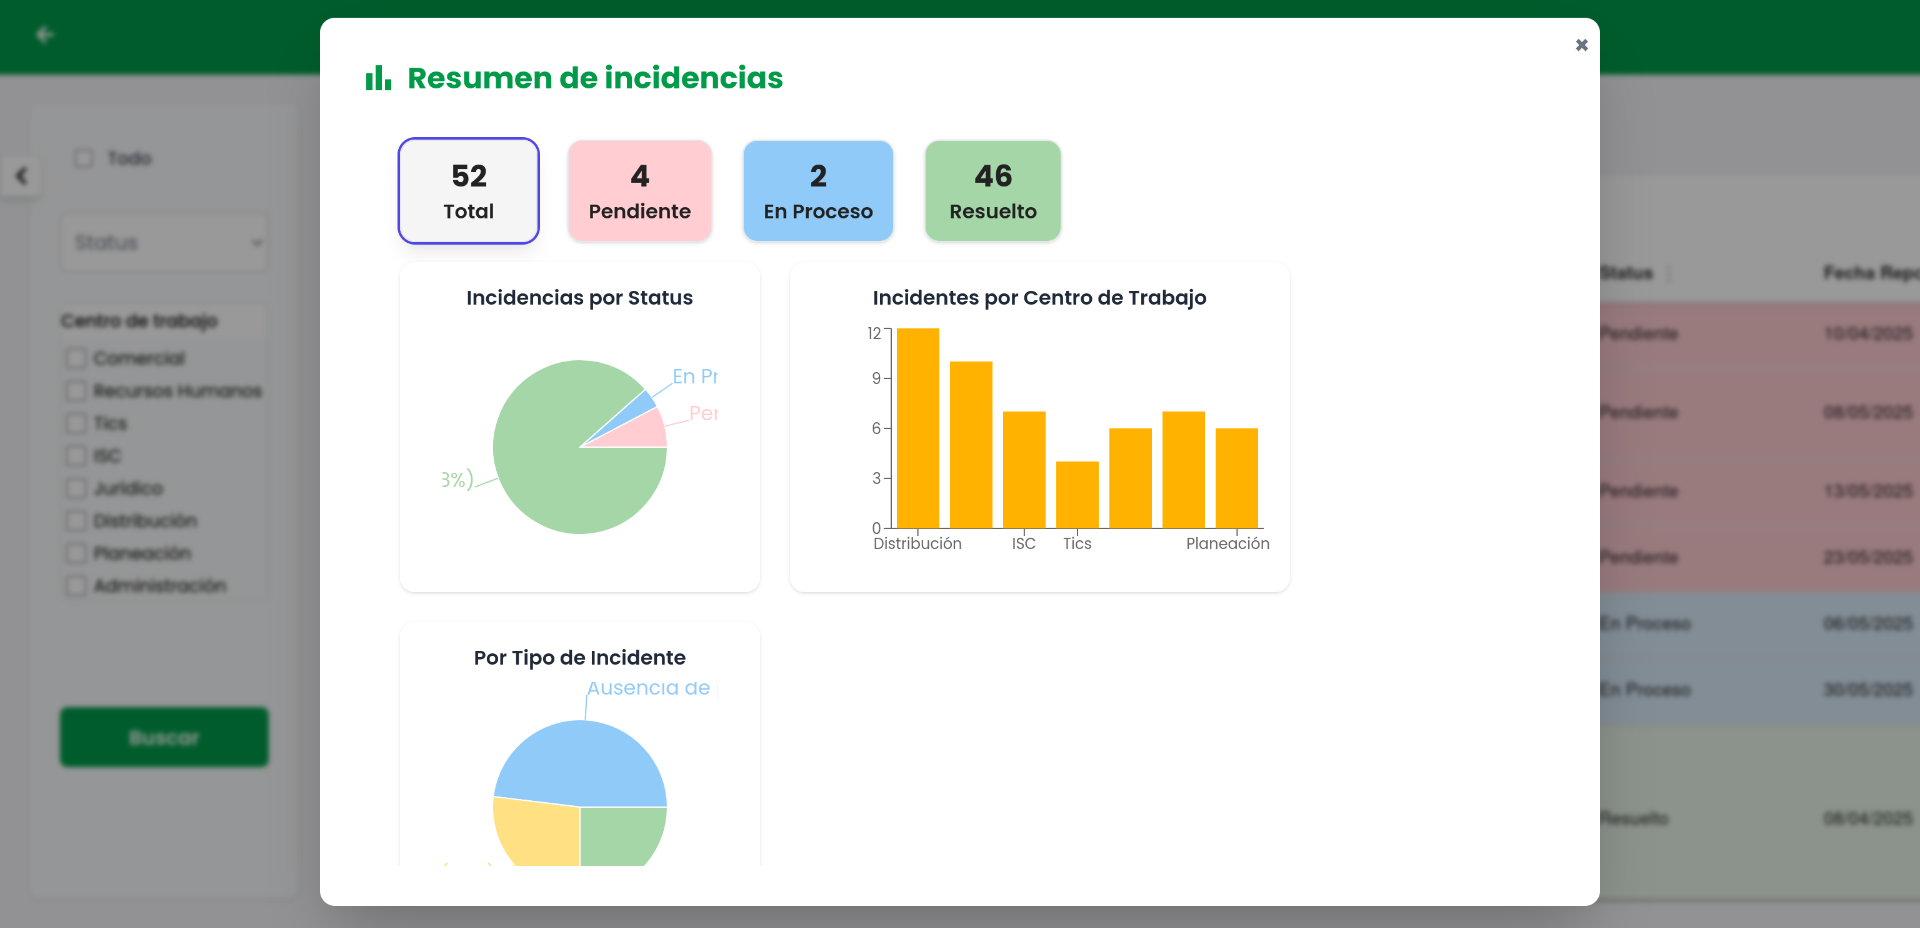 Resumen de incidencias
52
Total
4
Pendiente
2
En Proceso
46
Resuelto
Incidencias por Status
En Pr
Per
3%)
Incidentes por Centro de Trabajo
12
9
6
3
0
Distribución
ISC
Tics
Planeación
Por Tipo de Incidente
Ausencia de
Todo
Status
Centro de trabajo
Comercial
Recursos Humanos
Tics
ISC
Jurídico
Distribución
Planeación
Administración
Buscar
Status
Fecha Repo
Pendiente
10/04/2025
Pendiente
08/05/2025
Pendiente
13/05/2025
Pendiente
23/05/2025
En Proceso
06/05/2025
En Proceso
30/05/2025
Resuelto
08/04/2025